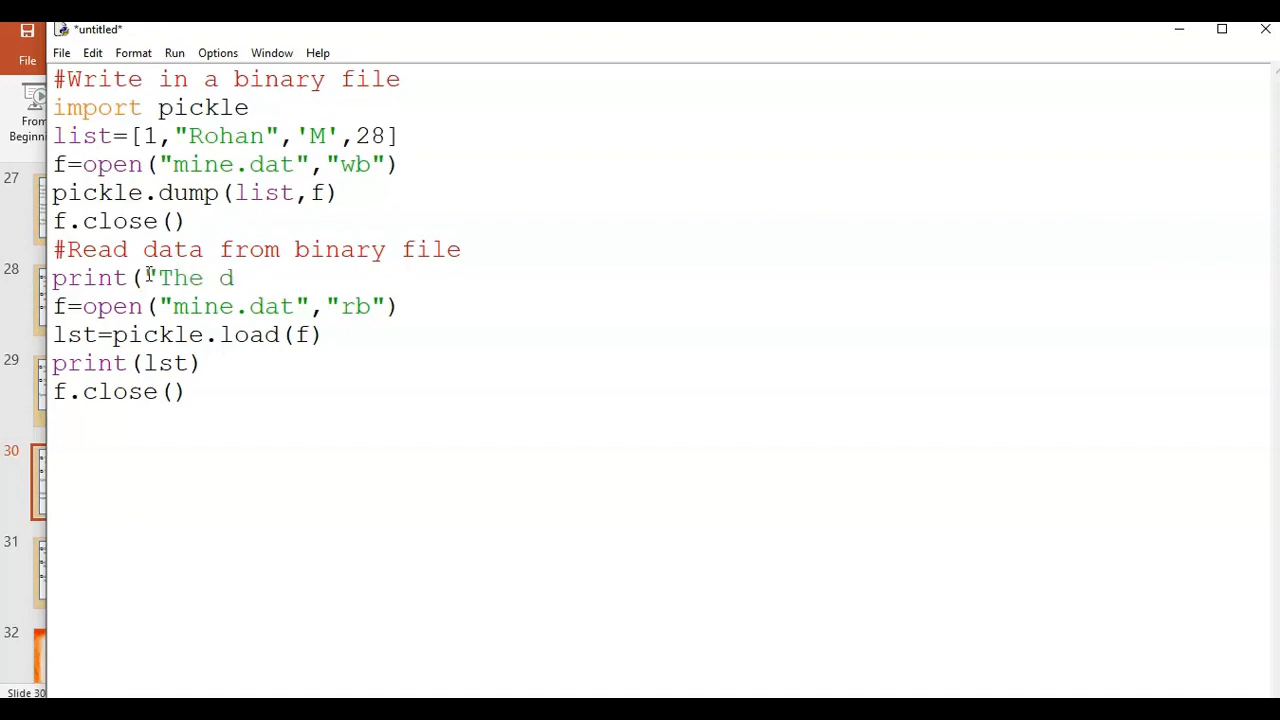 *untitled*
File Edit Format Run Options Window Help
File
From
Beginni
27
28
29
30
31
32
Slide 30
#Write in a binary file
import pickle
list=[1,"Rohan",'M',28]
f=open("mine.dat","wb")
pickle.dump(list,f)
f.close()
#Read data from binary file
print("The d
f=open("mine.dat","rb")
lst=pickle.load(f)
print(lst)
f.close()